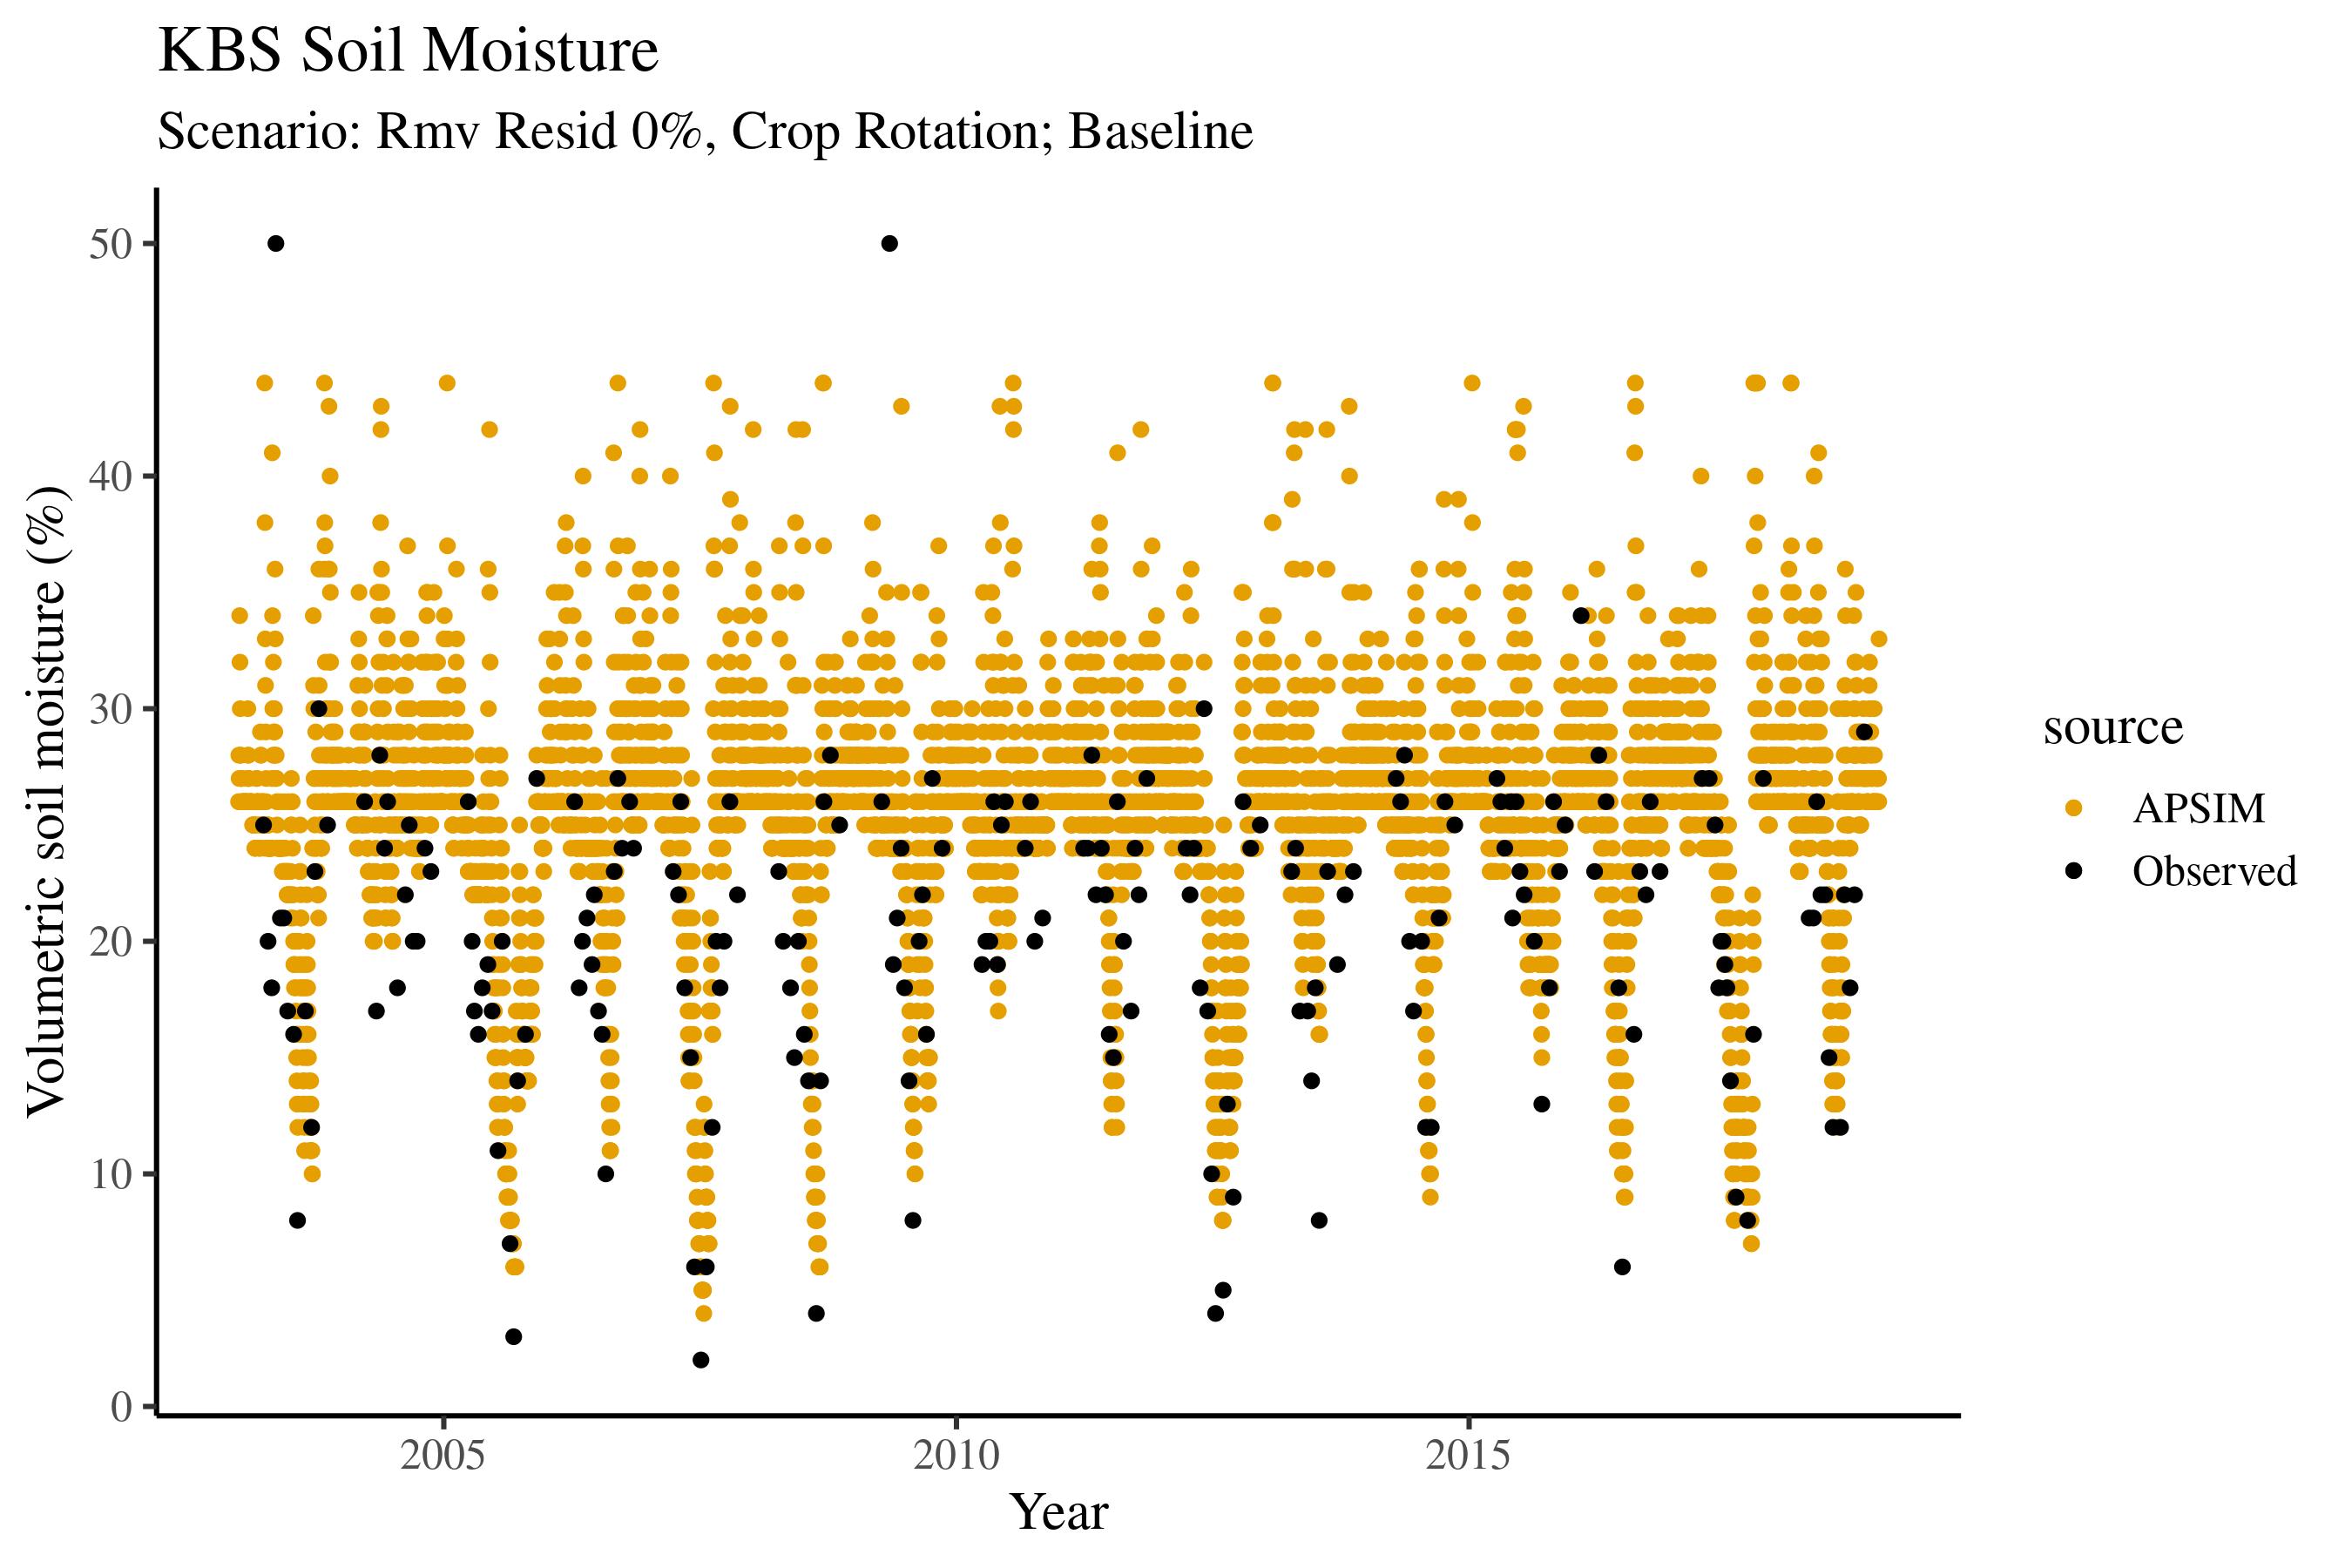 KBS Soil Moisture
Scenario: Rmv Resid 0%, Crop Rotation; Baseline
Volumetric soil moisture (%)
50
40
30
20
10
0
2005 2010 2015
Year
source
APSIM
Observed